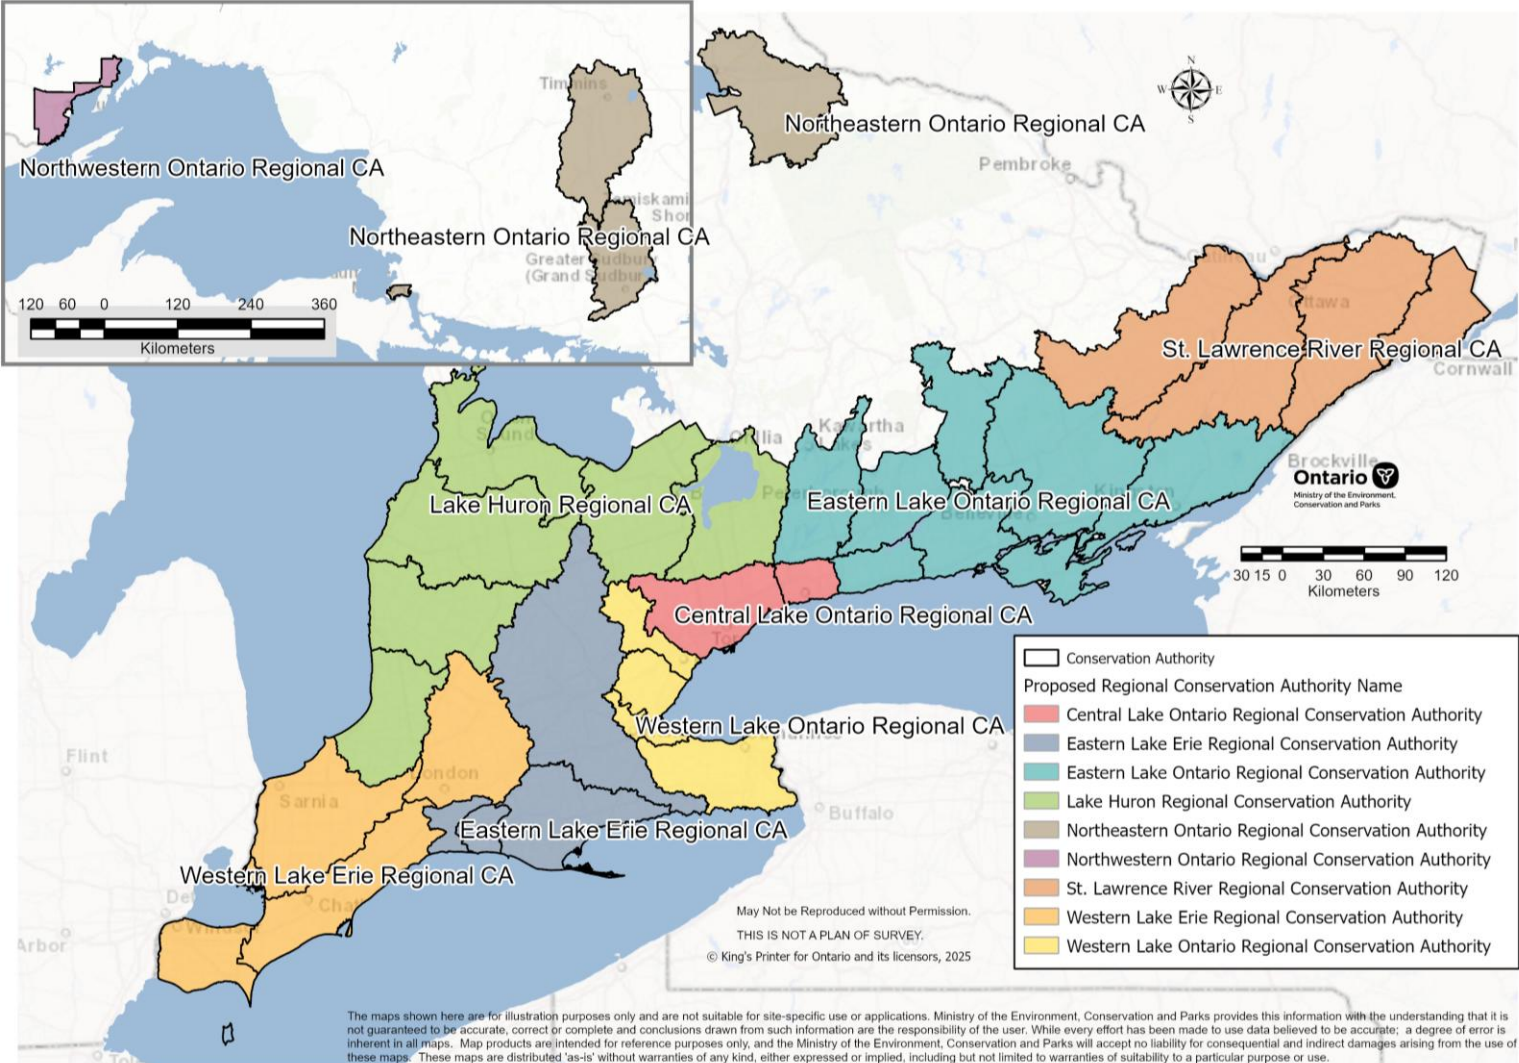 Timmins
Northwestern Ontario Regional CA
Northeastern Ontario Regional CA
Greater Sudbury
(Grand Sudbury
120 60 0 120 240 360
Kilometers
Northeastern Ontario Regional CA
N
W E
S
Pembroke
Ottawa
St. Lawrence River Regional CA
Cornwall
Kawartha
Lakes
Brockville
Ontario
Ministry of the Environment,
Conservation and Parks
Lake Huron Regional CA
Eastern Lake Ontario Regional CA
30 15 0 30 60 90 120
Kilometers
Central Lake Ontario Regional CA
Western Lake Ontario Regional CA
Flint
London
Sarnia
Buffalo
Eastern Lake Erie Regional CA
Western Lake Erie Regional CA
Windsor
Arbor
Conservation Authority
Proposed Regional Conservation Authority Name
Central Lake Ontario Regional Conservation Authority
Eastern Lake Erie Regional Conservation Authority
Eastern Lake Ontario Regional Conservation Authority
Lake Huron Regional Conservation Authority
Northeastern Ontario Regional Conservation Authority
Northwestern Ontario Regional Conservation Authority
St. Lawrence River Regional Conservation Authority
Western Lake Erie Regional Conservation Authority
Western Lake Ontario Regional Conservation Authority
May Not be Reproduced without Permission.
THIS IS NOT A PLAN OF SURVEY.
© King's Printer for Ontario and its licensors, 2025
The maps shown here are for illustration purposes only and are not suitable for site-specific use or applications. Ministry of the Environment, Conservation and Parks provides this information with the understanding that it is
not guaranteed to be accurate, correct or complete and conclusions drawn from such information are the responsibility of the user. While every effort has been made to use data believed to be accurate; a degree of error is
inherent in all maps. Map products are intended for reference purposes only, and the Ministry of the Environment, Conservation and Parks will accept no liability for consequential and indirect damages arising from the use of
these maps. These maps are distributed 'as-is' without warranties of any kind, either expressed or implied, including but not limited to warranties of suitability to a particular purpose or use.